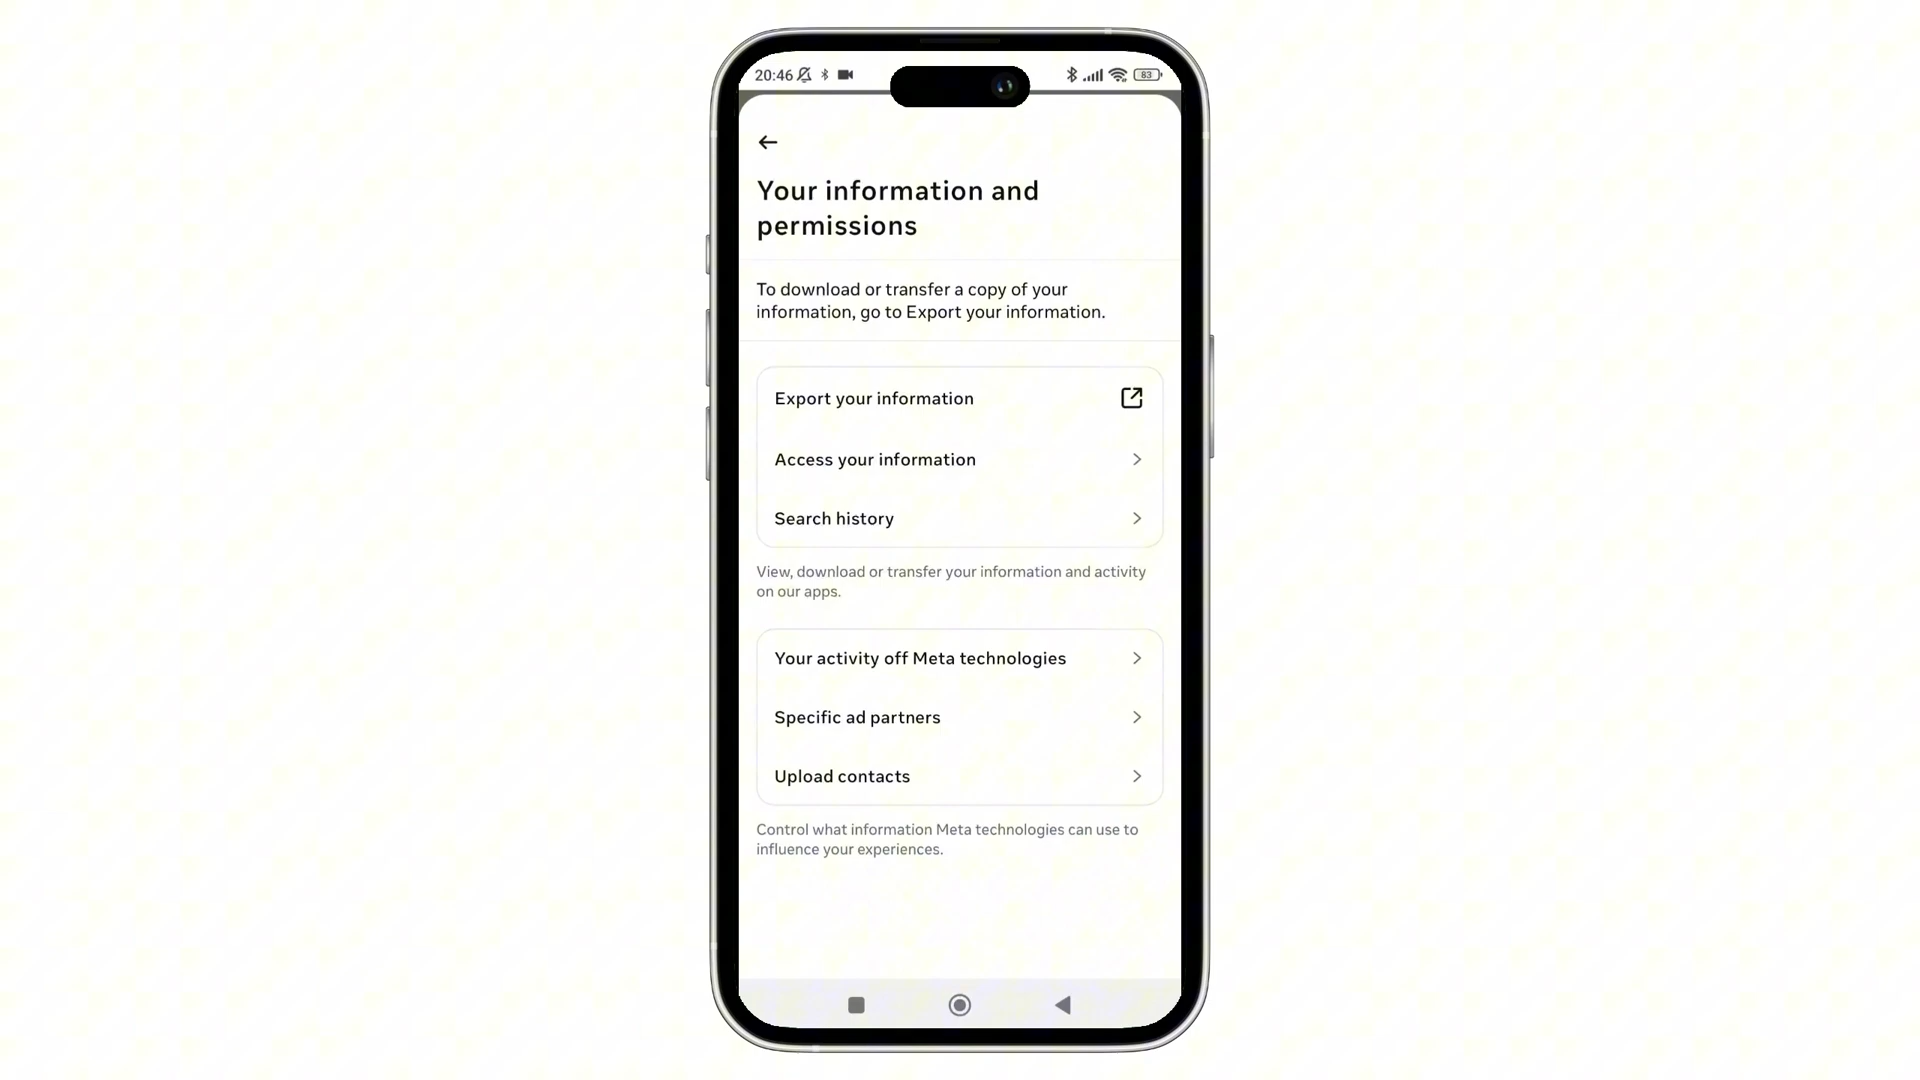 20:46
83
Your information and
permissions
To download or transfer a copy of your
information, go to Export your information.
Export your information
Access your information
Search history
View, download or transfer your information and activity
on our apps.
Your activity off Meta technologies
Specific ad partners
Upload contacts
Control what information Meta technologies can use to
influence your experiences.